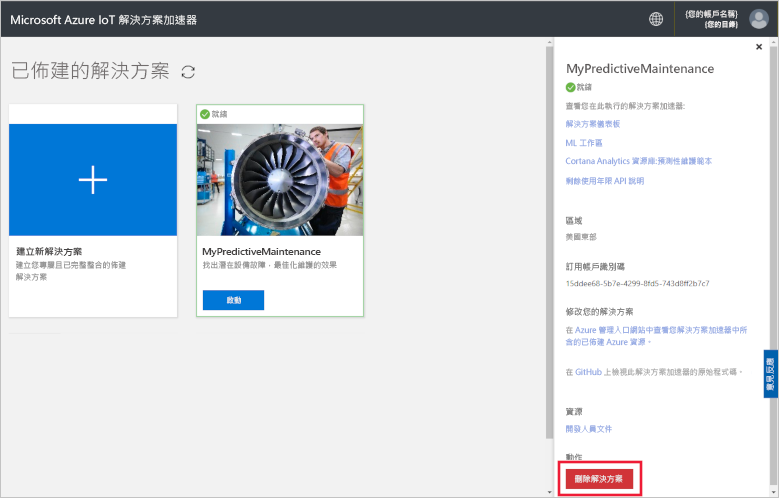 Microsoft Azure IoT 解決方案加速器
(您的帳戶名稱)
(您的目錄)
已佈建的解決方案
建立新解決方案
建立您專屬且已完整整合的佈建
解決方案
就緒
MyPredictiveMaintenance
找出潛在設備故障，最佳化維護的效果
啟動
MyPredictiveMaintenance
就緒
查看您在此執行的解決方案加速器:
解決方案儀表板
ML 工作區
Cortana Analytics 資源庫:預測性維護範本
剩餘使用年限 API 說明
區域
美國東部
訂用帳戶識別碼
15ddee68-5b7e-4299-8fd5-743d8ff2b7c7
修改您的解決方案
在 Azure 管理入口網站中查看您解決方案加速器中所
含的已佈建 Azure 資源。
在 GitHub 上檢視此解決方案加速器的原始程式碼。
資源
開發人員文件
動作
刪除解決方案
意見反應